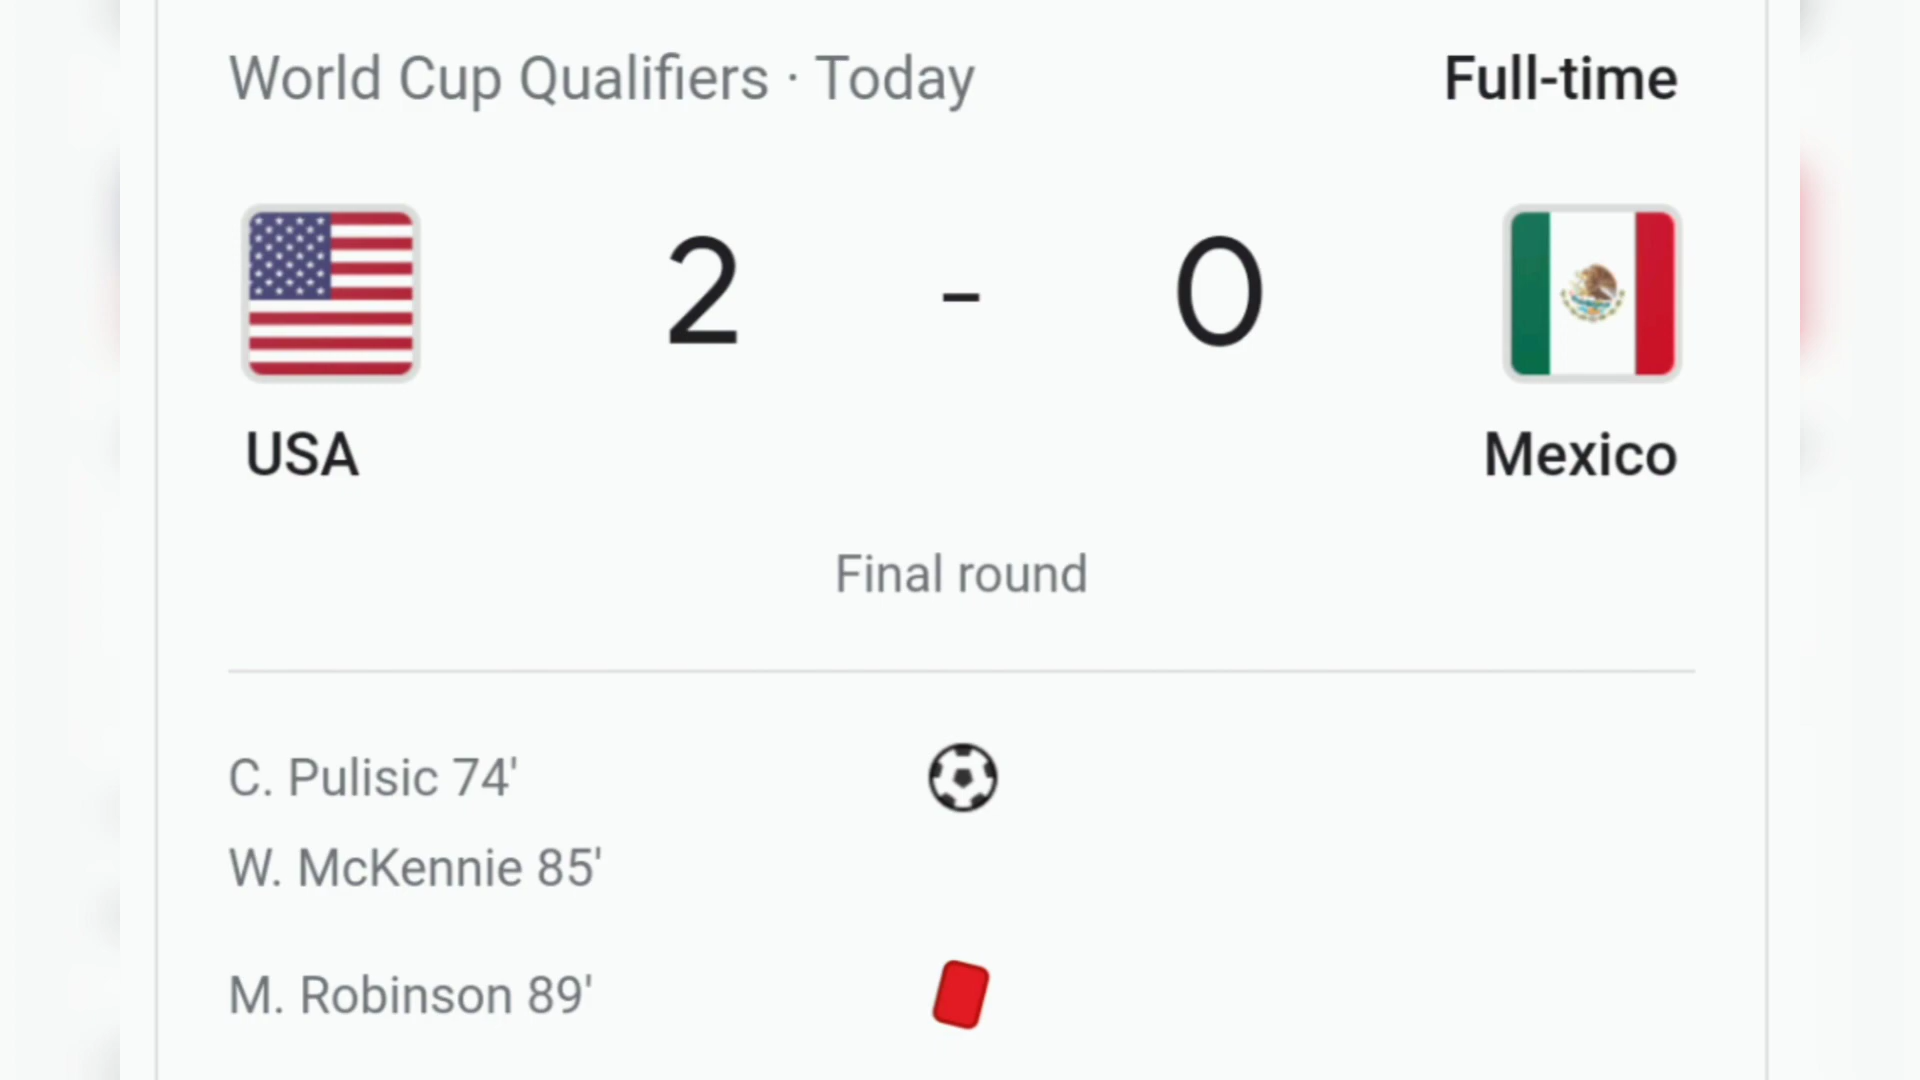 World Cup Qualifiers · Today Full-time
2 - 0
USA Mexico
Final round
C. Pulisic 74'
W. McKennie 85'
M. Robinson 89'